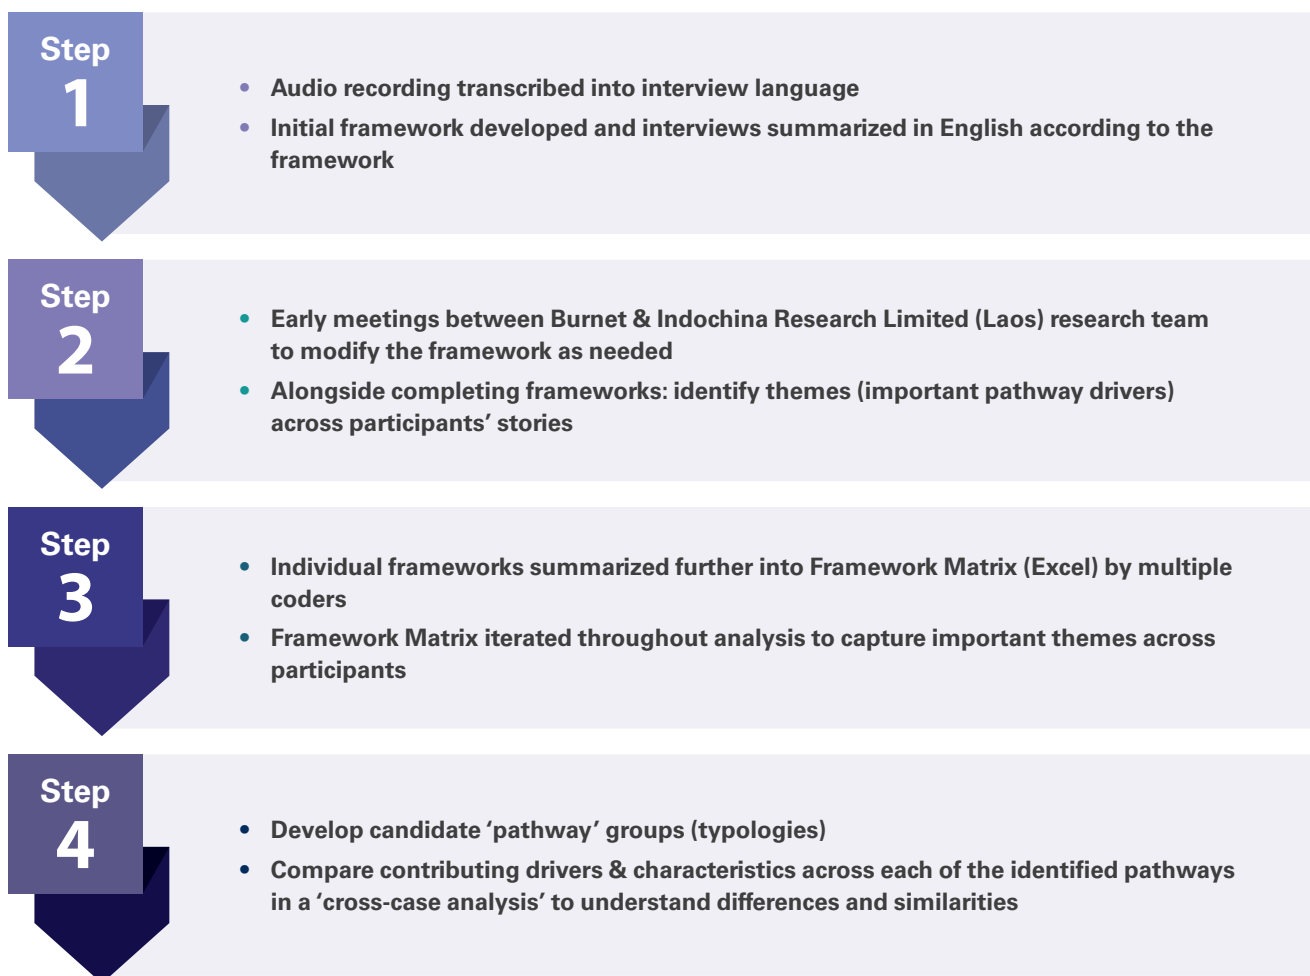 Step
1
• Audio recording transcribed into interview language
• Initial framework developed and interviews summarized in English according to the
framework
Step
2
• Early meetings between Burnet & Indochina Research Limited (Laos) research team
to modify the framework as needed
• Alongside completing frameworks: identify themes (important pathway drivers)
across participants’ stories
Step
3
• Individual frameworks summarized further into Framework Matrix (Excel) by multiple
coders
• Framework Matrix iterated throughout analysis to capture important themes across
participants
Step
4
• Develop candidate ‘pathway’ groups (typologies)
• Compare contributing drivers & characteristics across each of the identified pathways
in a ‘cross-case analysis’ to understand differences and similarities